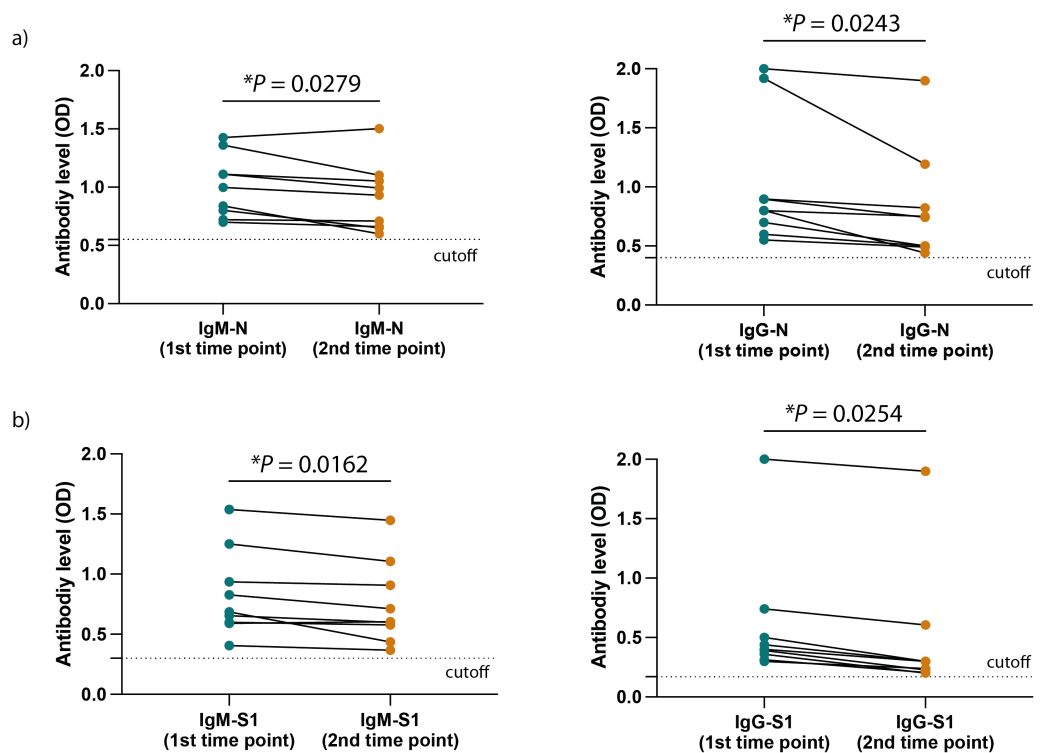 a)
*P = 0.0279
Antibodiy level (OD)
2.0
1.5
1.0
0.5
0.0
cutoff
IgM-N
(1st time point)
IgM-N
(2nd time point)
*P = 0.0243
Antibodiy level (OD)
2.0
1.5
1.0
0.5
0.0
cutoff
IgG-N
(1st time point)
IgG-N
(2nd time point)
b)
*P = 0.0162
Antibodiy level (OD)
2.0
1.5
1.0
0.5
0.0
cutoff
IgM-S1
(1st time point)
IgM-S1
(2nd time point)
*P = 0.0254
Antibodiy level (OD)
2.0
1.5
1.0
0.5
0.0
cutoff
IgG-S1
(1st time point)
IgG-S1
(2nd time point)